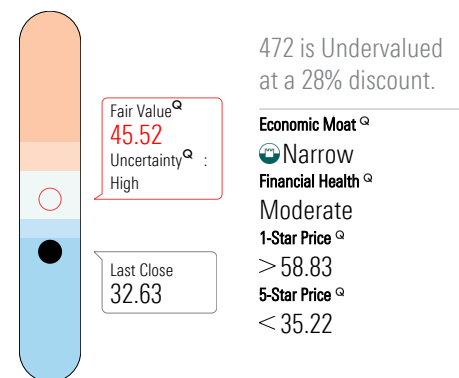 Fair Value Q
45.52
Uncertainty Q :
High
Last Close
32.63
472 is Undervalued
at a 28% discount.
Economic Moat Q
Narrow
Financial Health Q
Moderate
1-Star Price Q
>58.83
5-Star Price Q
<35.22